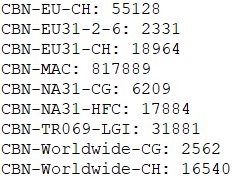 CBN-EU-CH: 55128
CBN-EU31-2-6: 2331
CBN-EU31-CH: 18964
CBN-MAC: 817889
CBN-NA31-CG: 6209
CBN-NA31-HFC: 17884
CBN-TR069-LGI: 31881
CBN-Worldwide-CG: 2562
CBN-Worldwide-CH: 16540